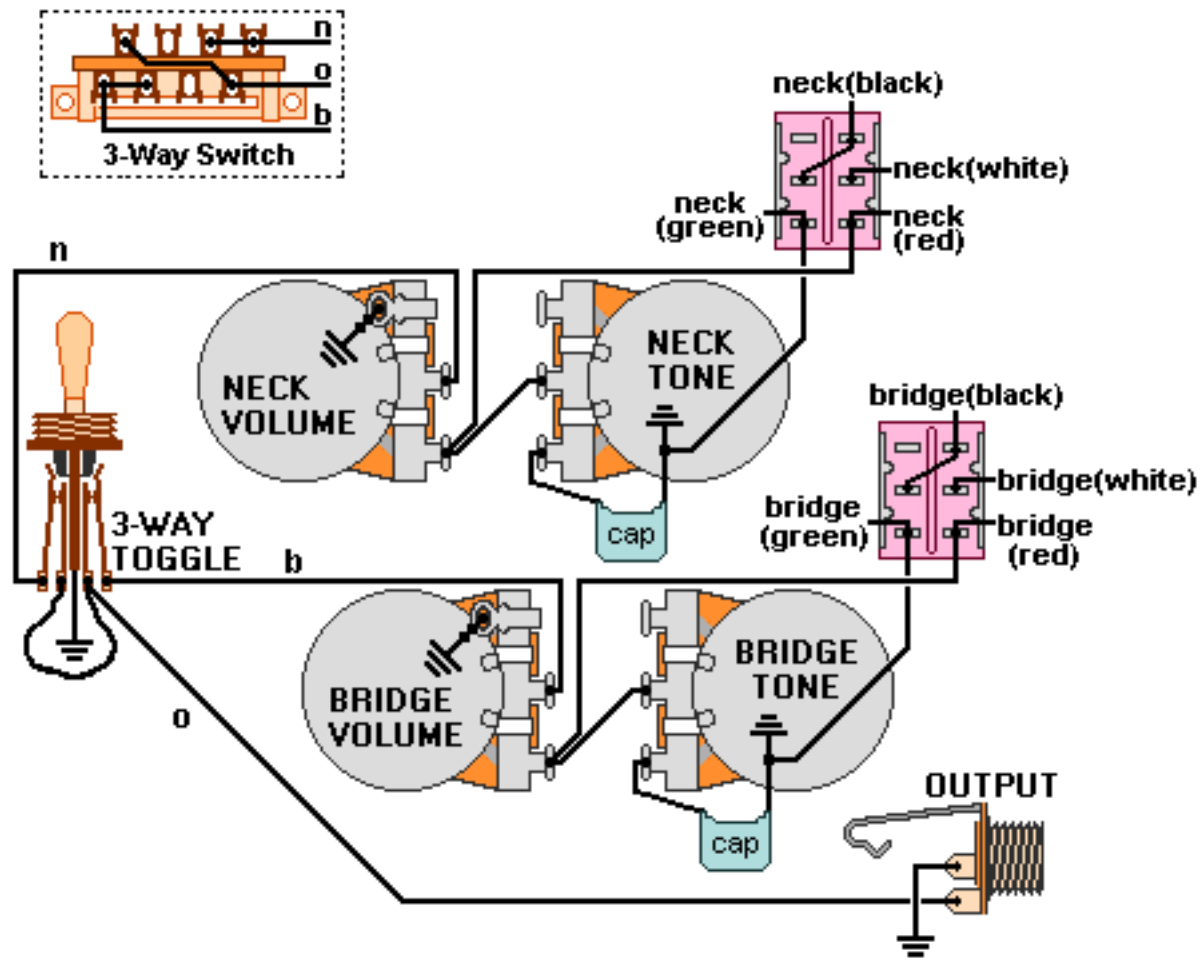 n
o
b
3-Way Switch
neck(black)
neck(white)
neck
(green)
neck
(red)
n
NECK
VOLUME
NECK
TONE
cap
bridge(black)
bridge(white)
bridge
(green)
bridge
(red)
3-WAY
TOGGLE
b
BRIDGE
VOLUME
BRIDGE
TONE
o
cap
OUTPUT